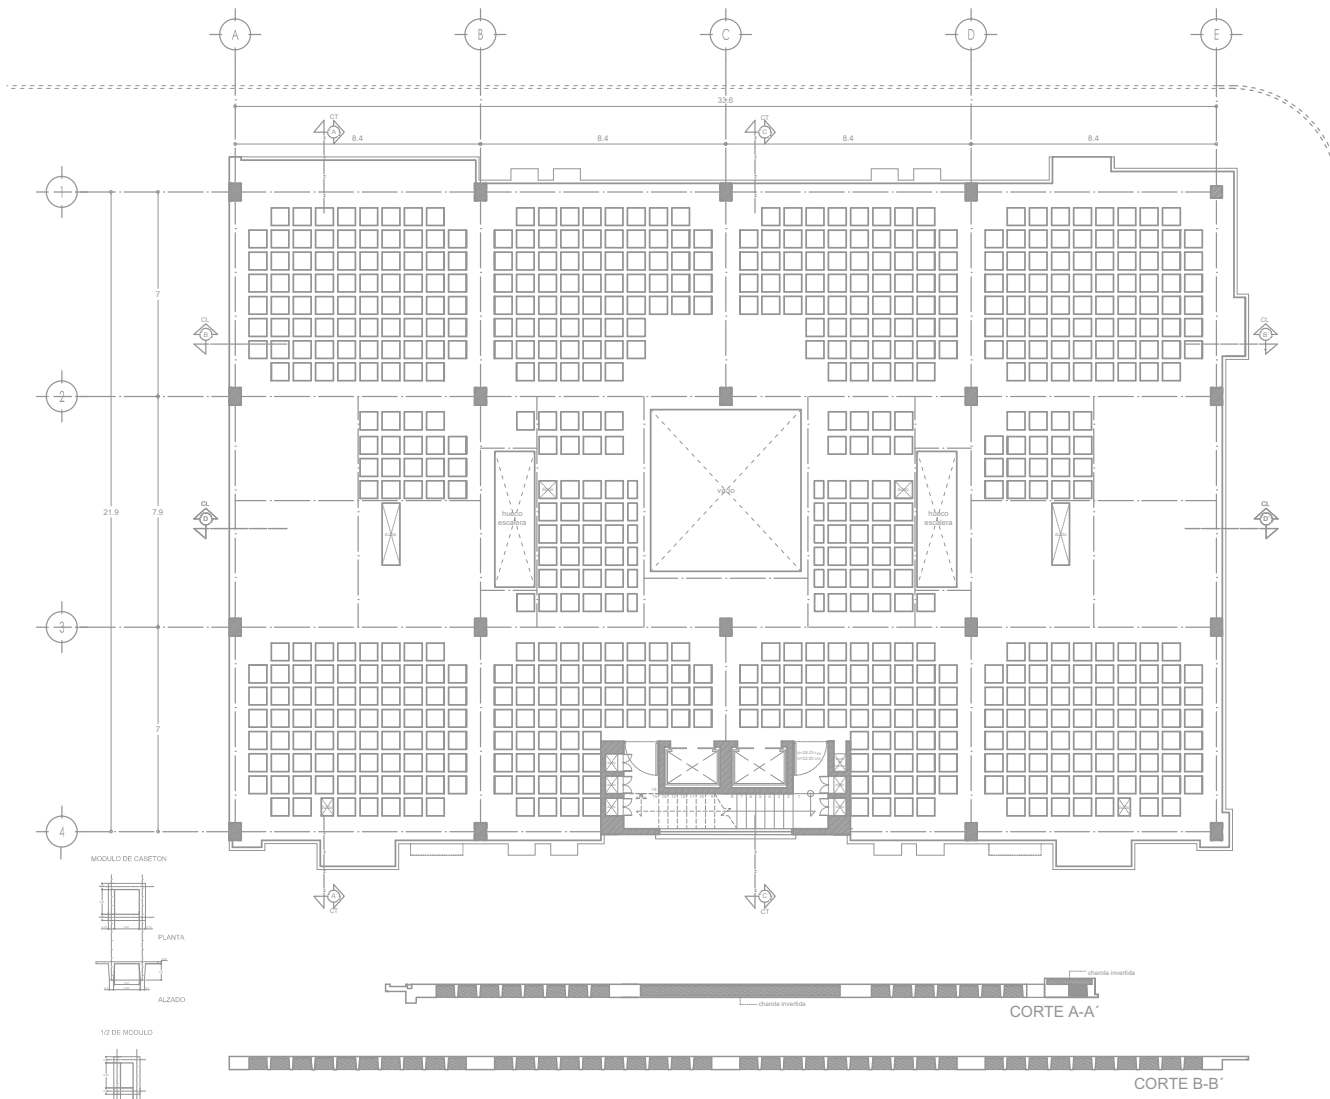 A B C D E
33.6
CT CT
A C
8.4 8.4 8.4 8.4
1
7
CL CL
B B'
2
vacío
hueco escalera
hueco escalera
21.9 7.9
CL CL
D D'
3
7
4
MODULO DE CASETON
A' C'
CT CT
PLANTA
charola invertida
ALZADO
charola invertida
CORTE A-A´
1/2 DE MODULO
CORTE B-B´